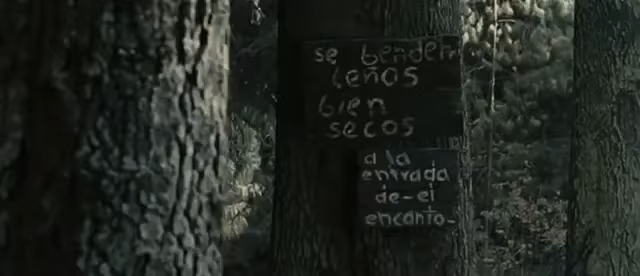 se benden
leños
bien
secos
a la
entrada
de-el
encanto-